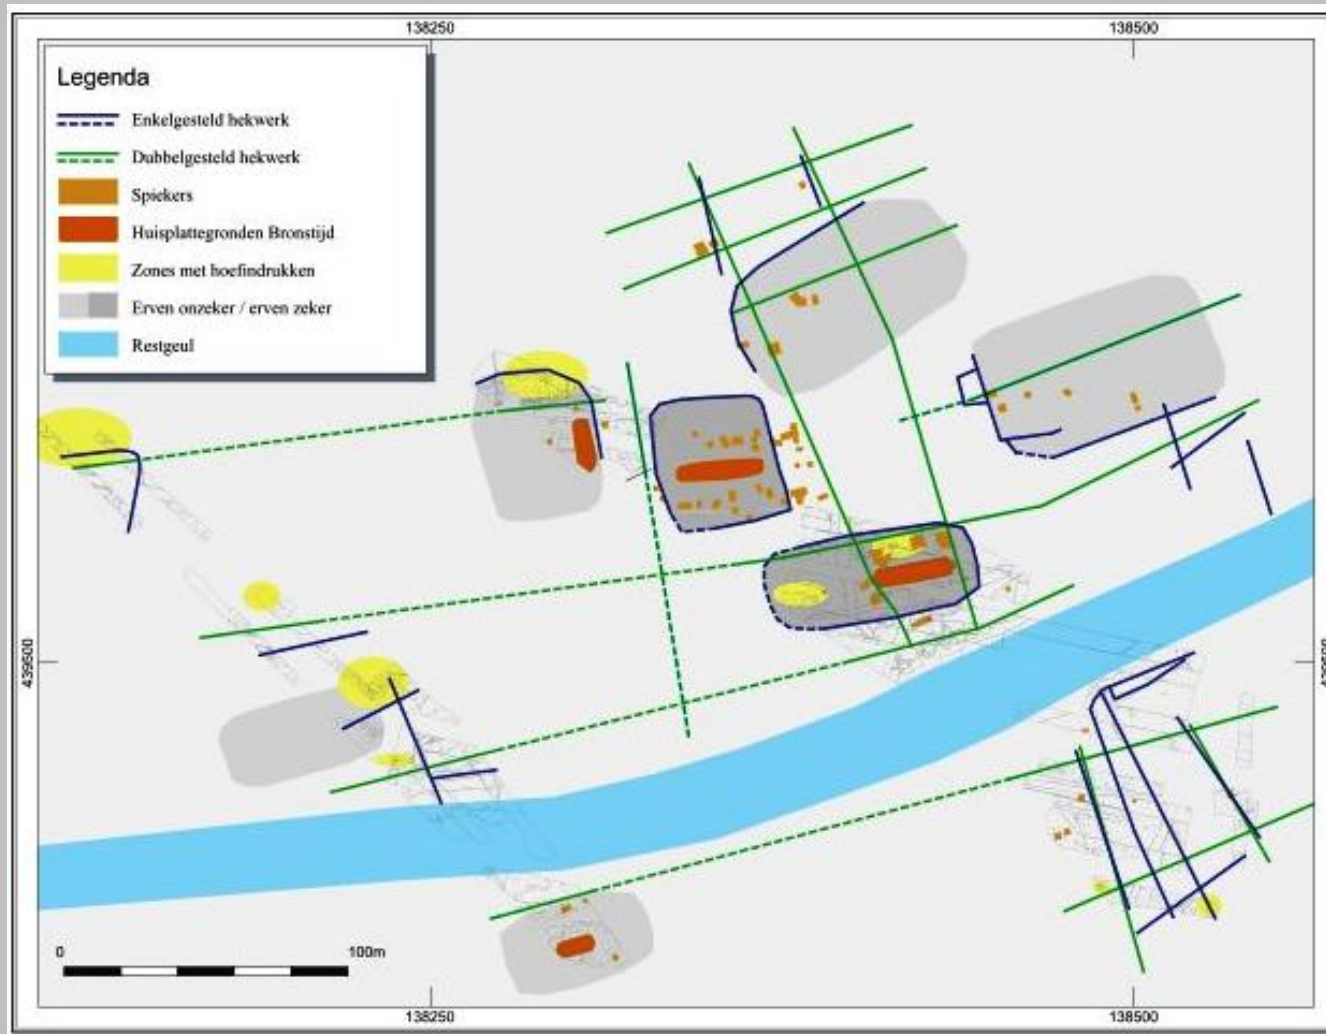 138250 138500
Legenda
Enkelgesteld hekwerk
Dubbelgesteld hekwerk
Spiekers
Huisplattegronden Bronstijd
Zones met hoefindrukken
Erven onzeker / erven zeker
Restgeul
439500
0 100m
138250 138500